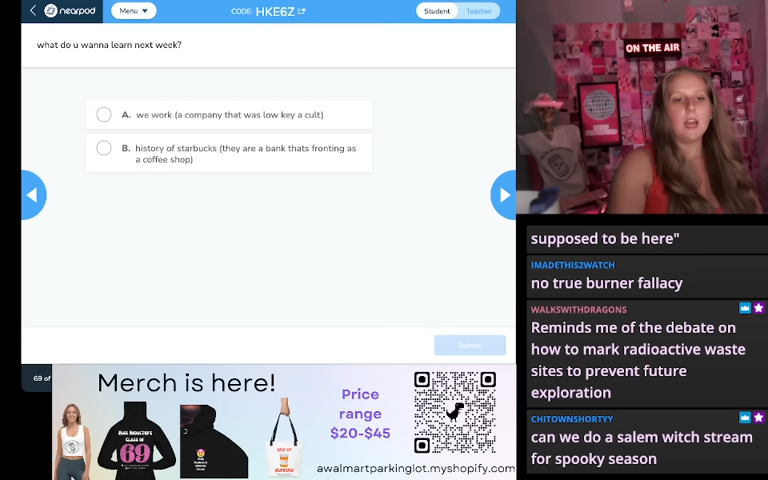 nearpod
Menu
CODE: HKE6Z
Student
Teacher
what do u wanna learn next week?
A. we work (a company that was low key a cult)
B. history of starbucks (they are a bank thats fronting as
a coffee shop)
Submit
69 of
ON THE AIR
supposed to be here"
IMADETHIS2WATCH
no true burner fallacy
WALKSWITHDRAGONS
Reminds me of the debate on
how to mark radioactive waste
sites to prevent future
exploration
CHITOWNSHORTYY
can we do a salem witch stream
for spooky season
Merch is here!
CLASS OF
69
Price
range
$20-$45
awalmartparkinglot.myshopify.com